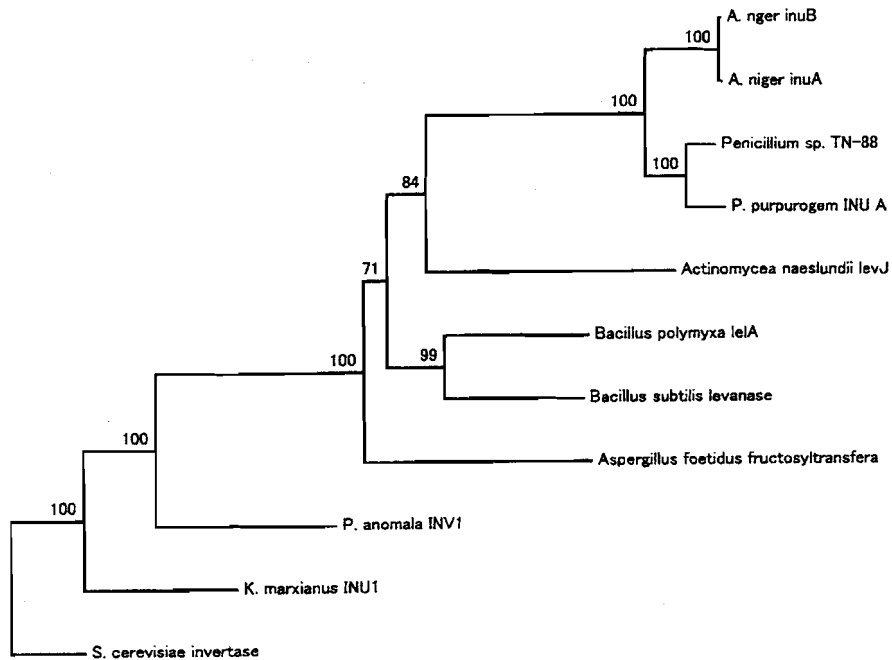 A. nger inuB
100
A. niger inuA
100
Penicillium sp. TN-88
100
P. purpurogem INU A
84
Actinomycea naeslundii levJ
71
Bacillus polymyxa lelA
99
100
Bacillus subtilis levanase
Aspergillus foetidus fructosyltransfera
100
P. anomala INV1
100
K. marxianus INU1
S. cerevisiae invertase